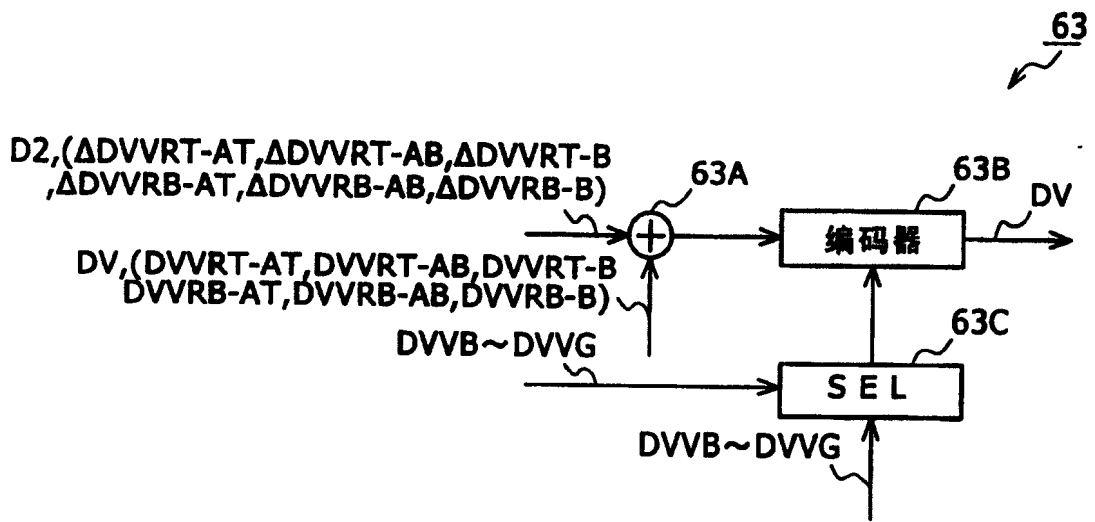 63
D2,(ΔDVVRT-AT,ΔDVVRT-AB,ΔDVVRT-B
,ΔDVVRB-AT,ΔDVVRB-AB,ΔDVVRB-B)
63A
63B
DV
编码器
DV,(DVVRT-AT,DVVRT-AB,DVVRT-B
DVVRB-AT,DVVRB-AB,DVVRB-B)
DVVB~DVVG
63C
SEL
DVVB~DVVG